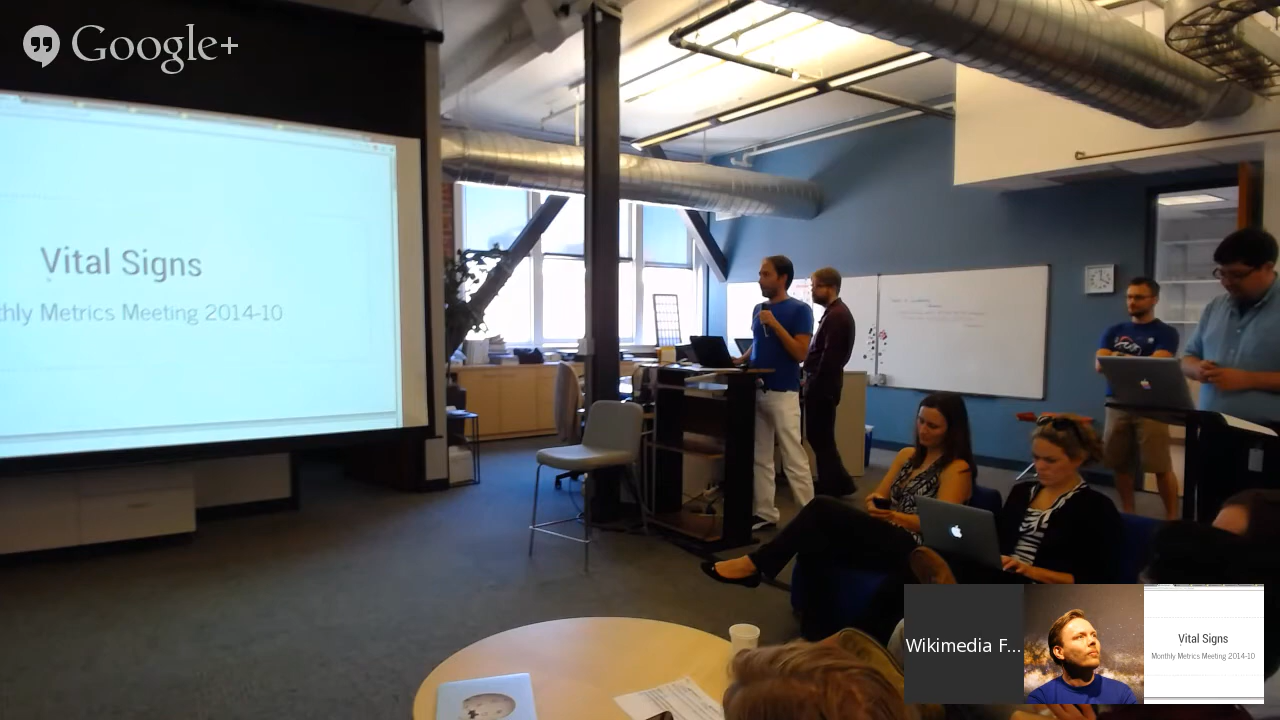 Google+
Vital Signs
thly Metrics Meeting 2014-10
Wikimedia F...
Vital Signs
Monthly Metrics Meeting 2014-10